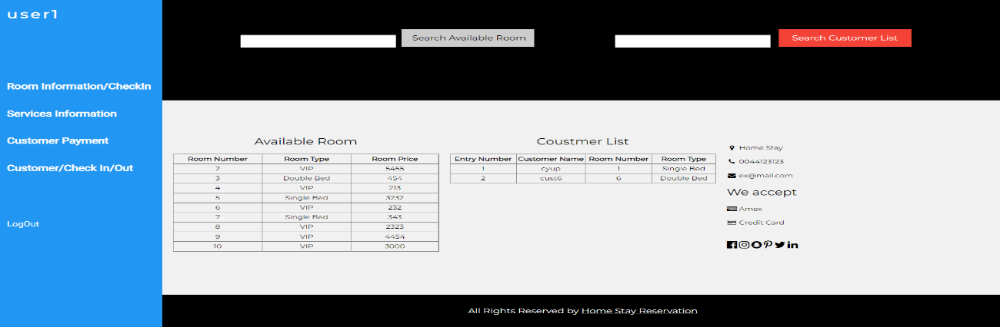 user1
Room Information/CheckIn
Services Information
Customer Payment
Customer/Check In/Out
LogOut
Search Available Room
Search Customer List
Available Room
Room Number Room Type Room Price
2 VIP 5455
3 Double Bed 454
4 VIP 213
5 Single Bed 3232
6 VIP 232
7 Single Bed 343
8 VIP 2323
9 VIP 4454
10 VIP 3000
Coustmer List
Entry Number Customer Name Room Number Room Type
1 cyup 1 Single Bed
2 cust6 6 Double Bed
Home Stay
0044123123
ex@mail.com
We accept
Amex
Credit Card
All Rights Reserved by Home Stay Reservation